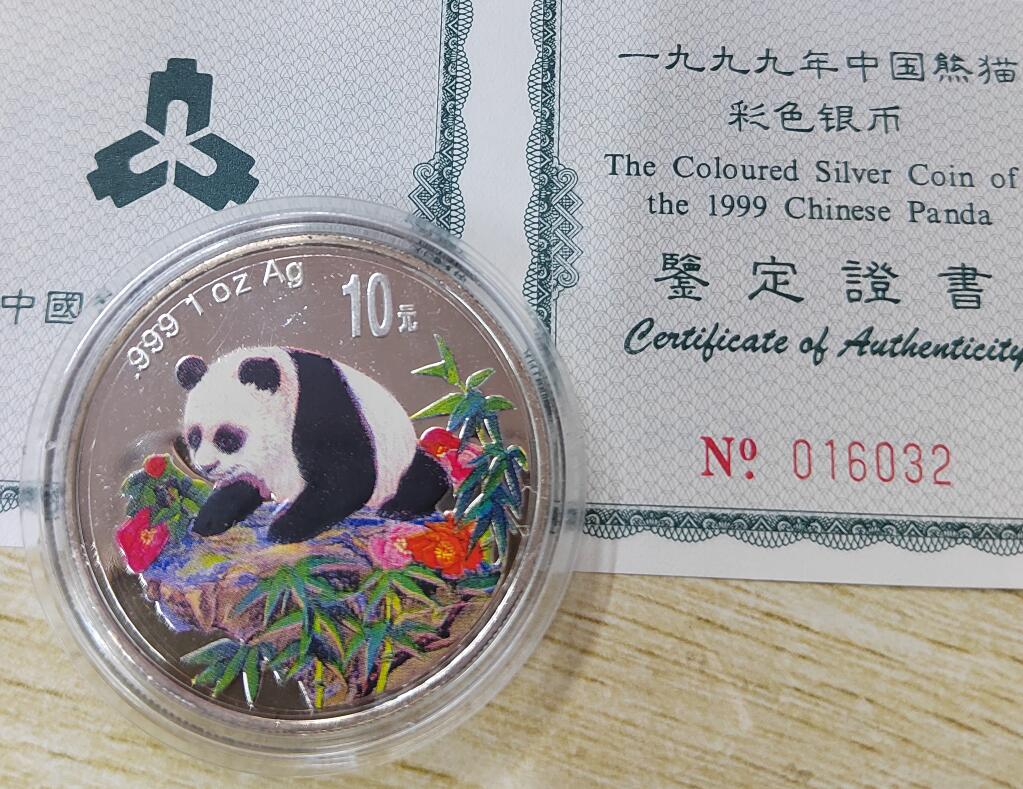 一九九九年中国熊猫
彩色银币
The Coloured Silver Coin of
the 1999 Chinese Panda
鑒定證書
Certificate of Authenticity
Nº 016032
中國
.999 1 oz Ag
10元